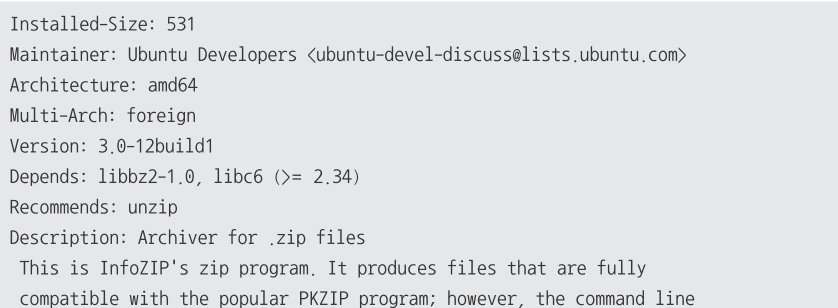 Installed-Size: 531
Maintainer: Ubuntu Developers <ubuntu-devel-discuss@lists.ubuntu.com>
Architecture: amd64
Multi-Arch: foreign
Version: 3.0-12build1
Depends: libbz2-1.0, libc6 (>= 2.34)
Recommends: unzip
Description: Archiver for .zip files
 This is InfoZIP's zip program. It produces files that are fully
 compatible with the popular PKZIP program; however, the command line